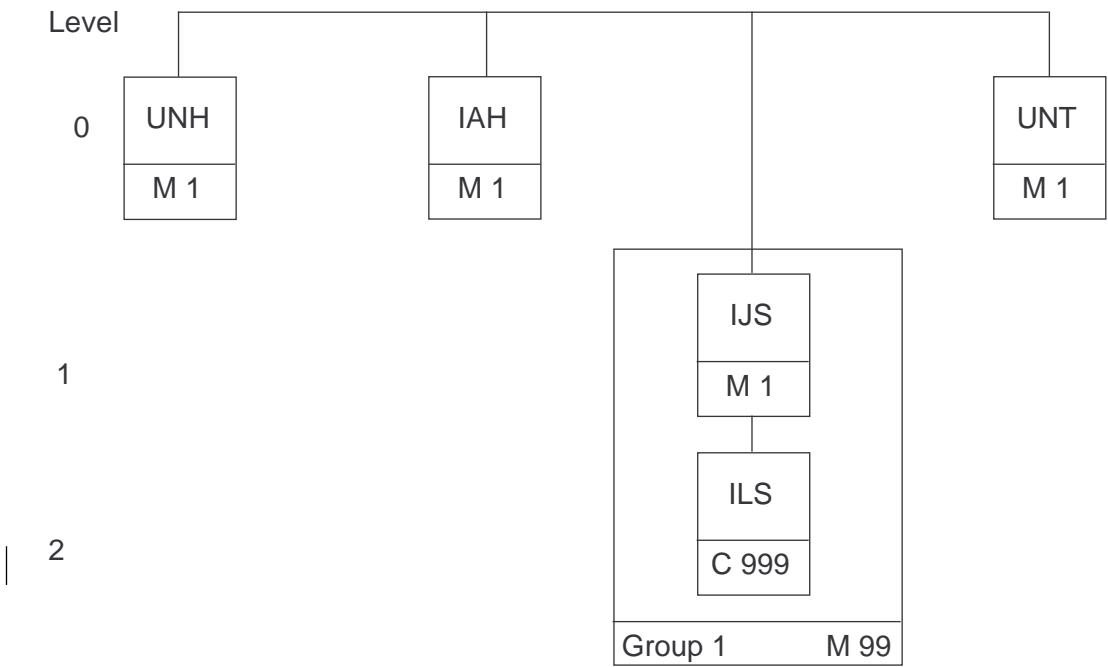 Level
0
UNH
IAH
UNT
M 1
M 1
M 1
1
IJS
M 1
2
ILS
C 999
Group 1 M 99